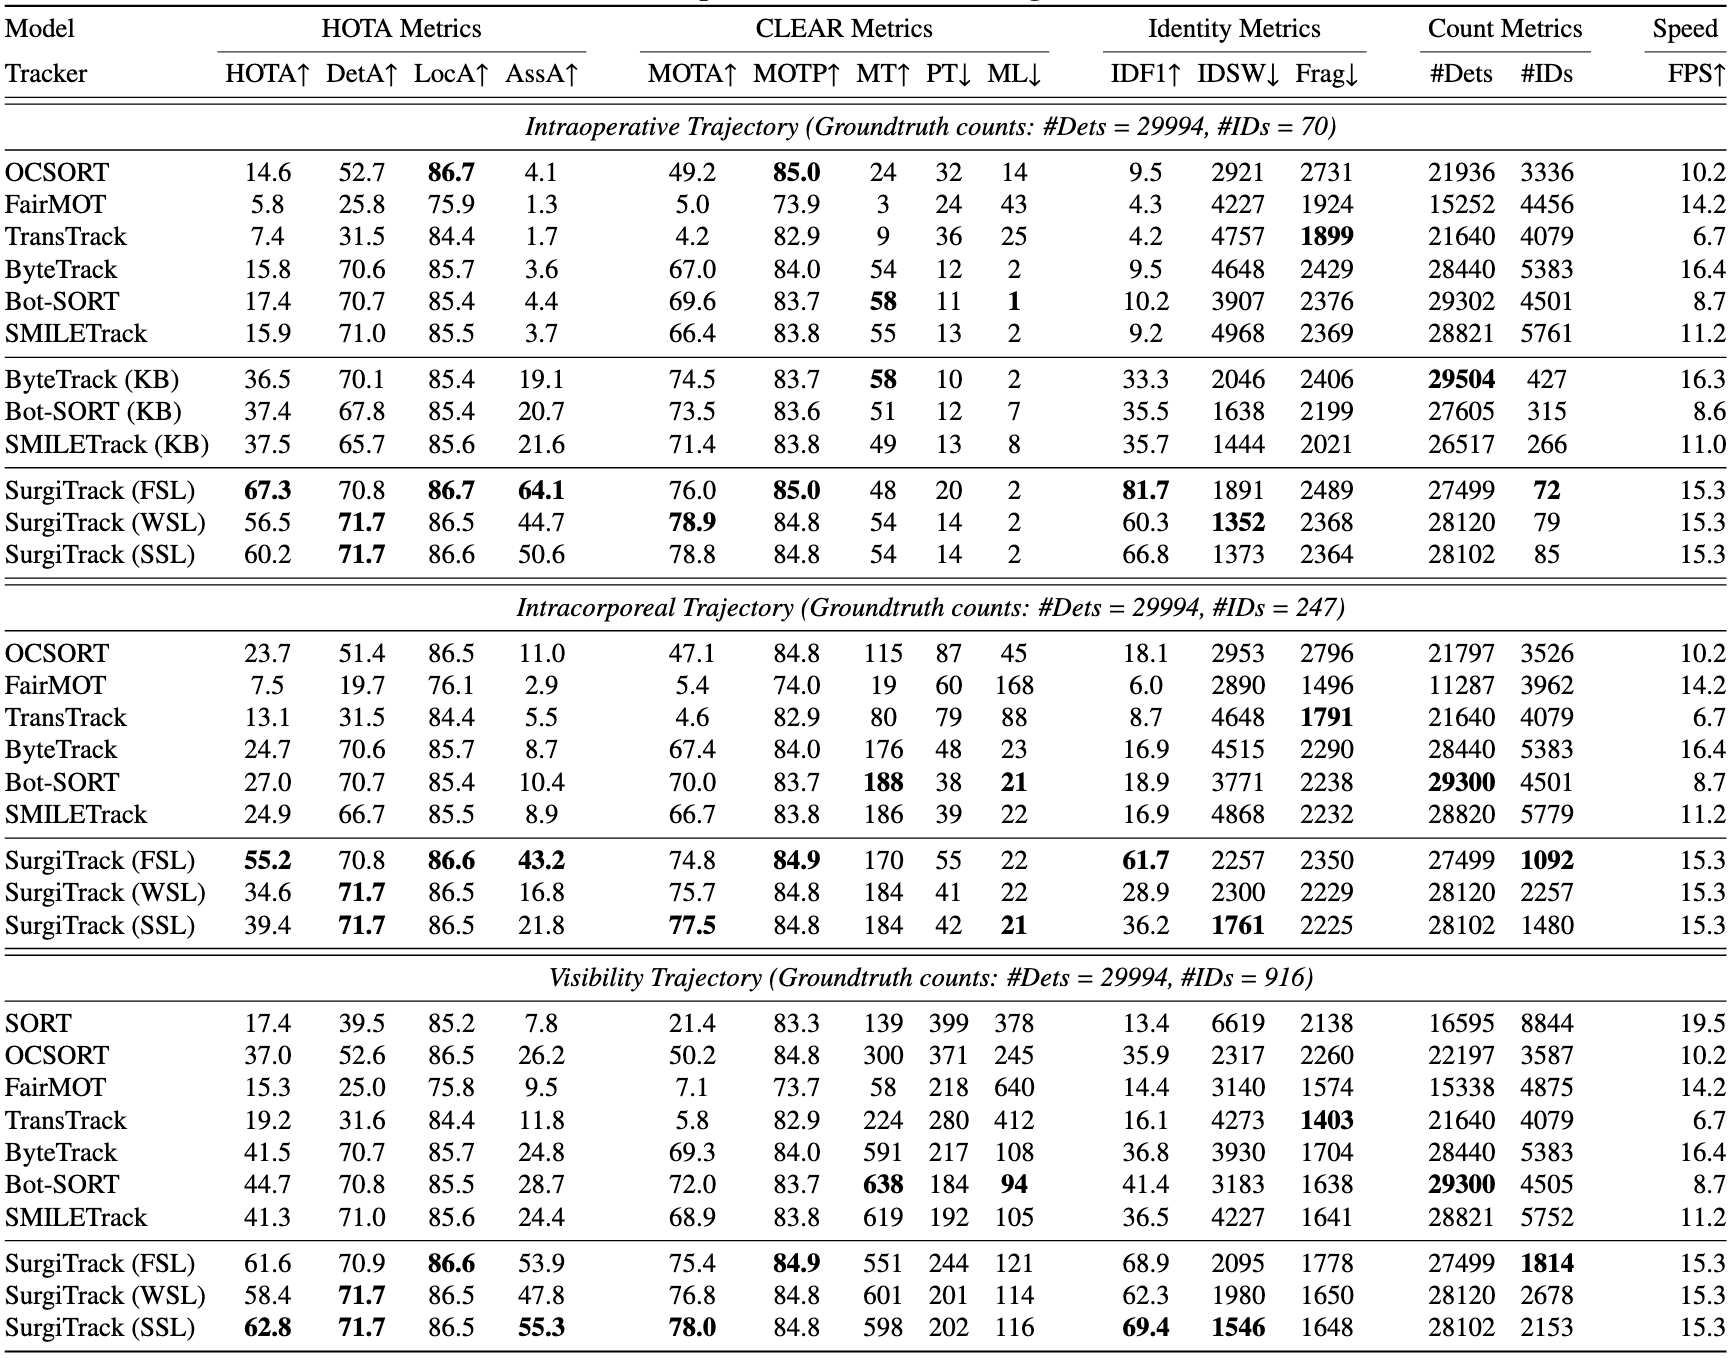 Model HOTA Metrics CLEAR Metrics Identity Metrics Count Metrics Speed
Tracker HOTA↑ DetA↑ LocA↑ AssA↑ MOTA↑ MOTP↑ MT↑ PT↓ ML↓ IDF1↑ IDSW↓ Frag↓ #Dets #IDs FPS↑
Intraoperative Trajectory (Groundtruth counts: #Dets = 29994, #IDs = 70)
OCSORT 14.6 52.7 86.7 4.1 49.2 85.0 24 32 14 9.5 2921 2731 21936 3336 10.2
FairMOT 5.8 25.8 75.9 1.3 5.0 73.9 3 24 43 4.3 4227 1924 15252 4456 14.2
TransTrack 7.4 31.5 84.4 1.7 4.2 82.9 9 36 25 4.2 4757 1899 21640 4079 6.7
ByteTrack 15.8 70.6 85.7 3.6 67.0 84.0 54 12 2 9.5 4648 2429 28440 5383 16.4
Bot-SORT 17.4 70.7 85.4 4.4 69.6 83.7 58 11 1 10.2 3907 2376 29302 4501 8.7
SMILETrack 15.9 71.0 85.5 3.7 66.4 83.8 55 13 2 9.2 4968 2369 28821 5761 11.2
ByteTrack (KB) 36.5 70.1 85.4 19.1 74.5 83.7 58 10 2 33.3 2046 2406 29504 427 16.3
Bot-SORT (KB) 37.4 67.8 85.4 20.7 73.5 83.6 51 12 7 35.5 1638 2199 27605 315 8.6
SMILETrack (KB) 37.5 65.7 85.6 21.6 71.4 83.8 49 13 8 35.7 1444 2021 26517 266 11.0
SurgiTrack (FSL) 67.3 70.8 86.7 64.1 76.0 85.0 48 20 2 81.7 1891 2489 27499 72 15.3
SurgiTrack (WSL) 56.5 71.7 86.5 44.7 78.9 84.8 54 14 2 60.3 1352 2368 28120 79 15.3
SurgiTrack (SSL) 60.2 71.7 86.6 50.6 78.8 84.8 54 14 2 66.8 1373 2364 28102 85 15.3
Intracorporeal Trajectory (Groundtruth counts: #Dets = 29994, #IDs = 247)
OCSORT 23.7 51.4 86.5 11.0 47.1 84.8 115 87 45 18.1 2953 2796 21797 3526 10.2
FairMOT 7.5 19.7 76.1 2.9 5.4 74.0 19 60 168 6.0 2890 1496 11287 3962 14.2
TransTrack 13.1 31.5 84.4 5.5 4.6 82.9 80 79 88 8.7 4648 1791 21640 4079 6.7
ByteTrack 24.7 70.6 85.7 8.7 67.4 84.0 176 48 23 16.9 4515 2290 28440 5383 16.4
Bot-SORT 27.0 70.7 85.4 10.4 70.0 83.7 188 38 21 18.9 3771 2238 29300 4501 8.7
SMILETrack 24.9 66.7 85.5 8.9 66.7 83.8 186 39 22 16.9 4868 2232 28820 5779 11.2
SurgiTrack (FSL) 55.2 70.8 86.6 43.2 74.8 84.9 170 55 22 61.7 2257 2350 27499 1092 15.3
SurgiTrack (WSL) 34.6 71.7 86.5 16.8 75.7 84.8 184 41 22 28.9 2300 2229 28120 2257 15.3
SurgiTrack (SSL) 39.4 71.7 86.5 21.8 77.5 84.8 184 42 21 36.2 1761 2225 28102 1480 15.3
Visibility Trajectory (Groundtruth counts: #Dets = 29994, #IDs = 916)
SORT 17.4 39.5 85.2 7.8 21.4 83.3 139 399 378 13.4 6619 2138 16595 8844 19.5
OCSORT 37.0 52.6 86.5 26.2 50.2 84.8 300 371 245 35.9 2317 2260 22197 3587 10.2
FairMOT 15.3 25.0 75.8 9.5 7.1 73.7 58 218 640 14.4 3140 1574 15338 4875 14.2
TransTrack 19.2 31.6 84.4 11.8 5.8 82.9 224 280 412 16.1 4273 1403 21640 4079 6.7
ByteTrack 41.5 70.7 85.7 24.8 69.3 84.0 591 217 108 36.8 3930 1704 28440 5383 16.4
Bot-SORT 44.7 70.8 85.5 28.7 72.0 83.7 638 184 94 41.4 3183 1638 29300 4505 8.7
SMILETrack 41.3 71.0 85.6 24.4 68.9 83.8 619 192 105 36.5 4227 1641 28821 5752 11.2
SurgiTrack (FSL) 61.6 70.9 86.6 53.9 75.4 84.9 551 244 121 68.9 2095 1778 27499 1814 15.3
SurgiTrack (WSL) 58.4 71.7 86.5 47.8 76.8 84.8 601 201 114 62.3 1980 1650 28120 2678 15.3
SurgiTrack (SSL) 62.8 71.7 86.5 55.3 78.0 84.8 598 202 116 69.4 1546 1648 28102 2153 15.3